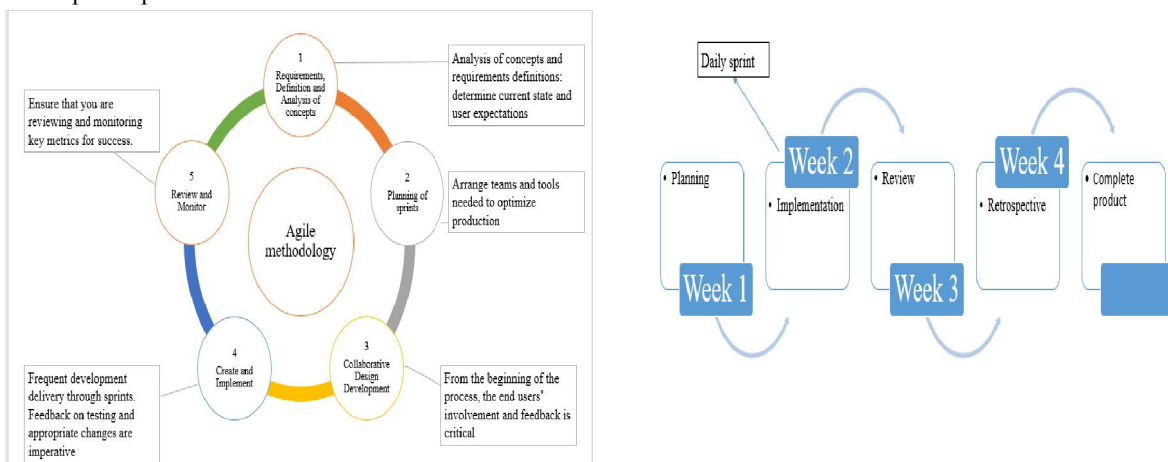 1
Requirements,
Definition and
Analysis of
concepts
Analysis of concepts and
requirements definitions:
determine current state and
user expectations
Ensure that you are
reviewing and monitoring
key metrics for success.
5
Review and
Monitor
2
Planning of
sprints
Arrange teams and tools
needed to optimize
production
Agile
methodology
4
Create and
Implement
3
Collaborative
Design
Development
Frequent development
delivery through sprints.
Feedback on testing and
appropriate changes are
imperative
From the beginning of the
process, the end users'
involvement and feedback is
critical
Daily sprint
• Planning
Week 1
Week 2
• Implementation
• Review
Week 3
Week 4
• Retrospective
• Complete
product